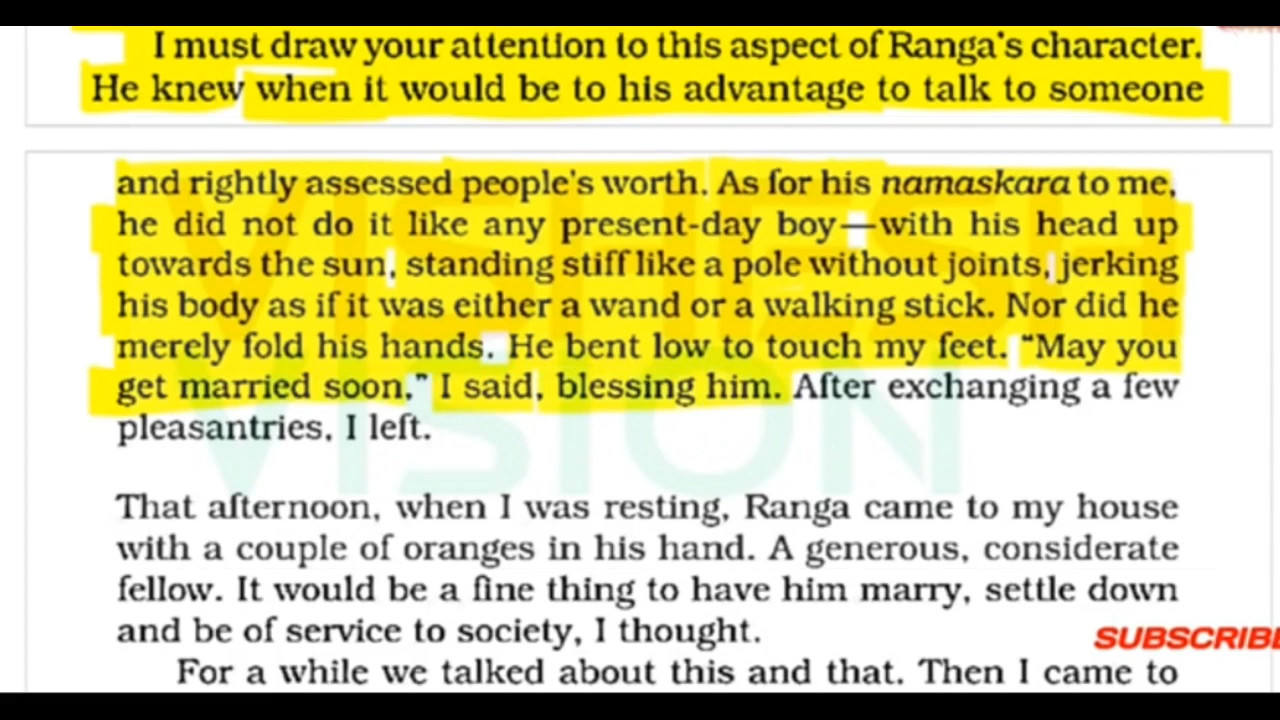 I must draw your attention to this aspect of Ranga's character.
He knew when it would be to his advantage to talk to someone
and rightly assessed people's worth. As for his namaskara to me,
he did not do it like any present-day boy—with his head up
towards the sun, standing stiff like a pole without joints, jerking
his body as if it was either a wand or a walking stick. Nor did he
merely fold his hands. He bent low to touch my feet. “May you
get married soon,” I said, blessing him. After exchanging a few
pleasantries, I left.
That afternoon, when I was resting, Ranga came to my house
with a couple of oranges in his hand. A generous, considerate
fellow. It would be a fine thing to have him marry, settle down
and be of service to society, I thought.
SUBSCRIBE
For a while we talked about this and that. Then I came to
VISHESH
VISION